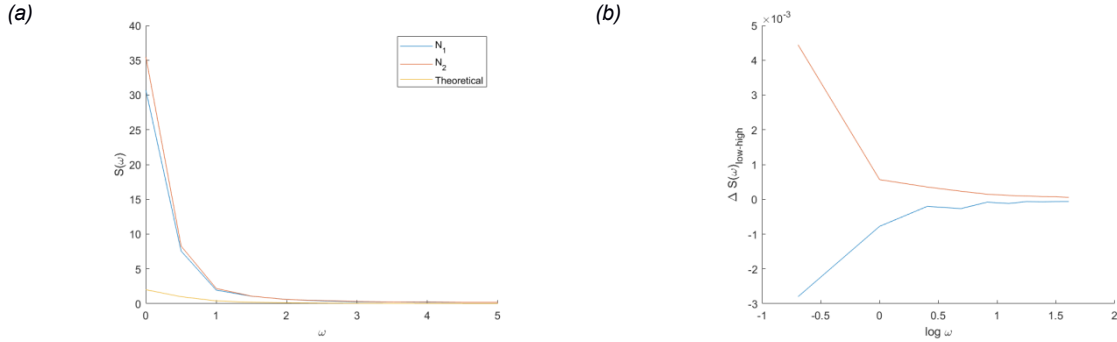 (a)
40
35
30
25
20
15
10
5
0
S(ω)
0 1 2 3 4 5
ω
N1
N2
Theoretical
(b)
×10-3
5
4
3
2
1
0
-1
-2
-3
Δ S(ω)low-high
-1 -0.5 0 0.5 1 1.5 2
log ω